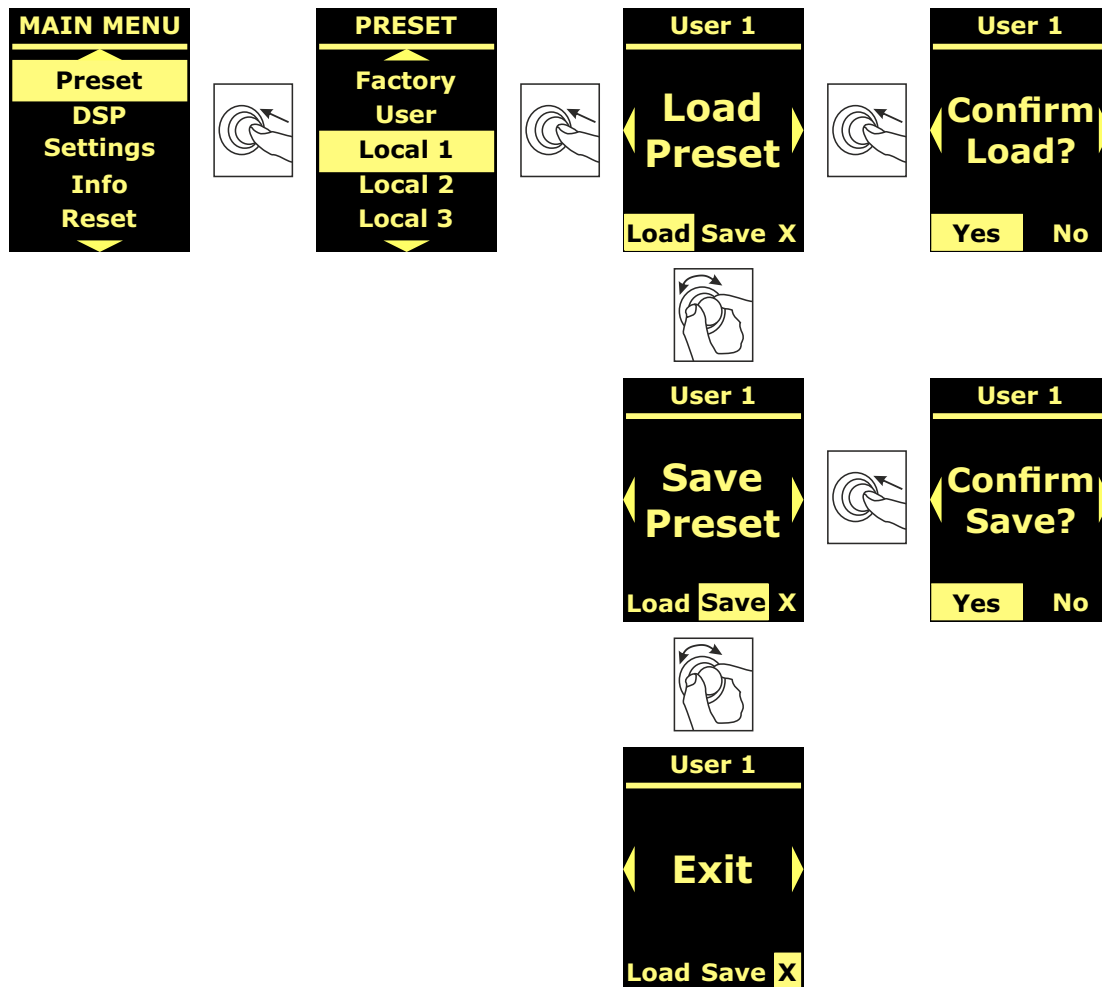 MAIN MENU
Preset
DSP
Settings
Info
Reset
PRESET
Factory
User
Local 1
Local 2
Local 3
User 1
Load
Preset
Load Save X
User 1
Confirm
Load?
Yes No
User 1
Save
Preset
Load Save X
User 1
Confirm
Save?
Yes No
User 1
Exit
Load Save X